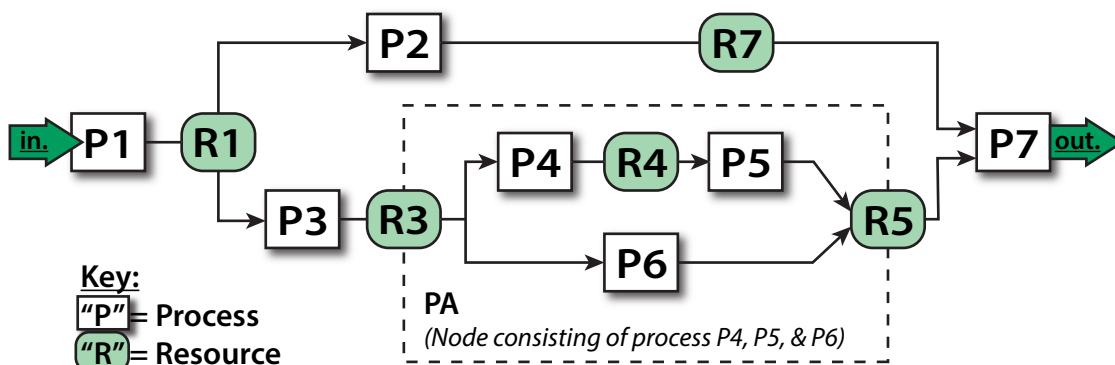 P2
R7
in.
P1
R1
P7
out.
P4
R4
P5
P3
R3
R5
P6
Key:
"P" = Process
"R" = Resource
PA
(Node consisting of process P4, P5, & P6)